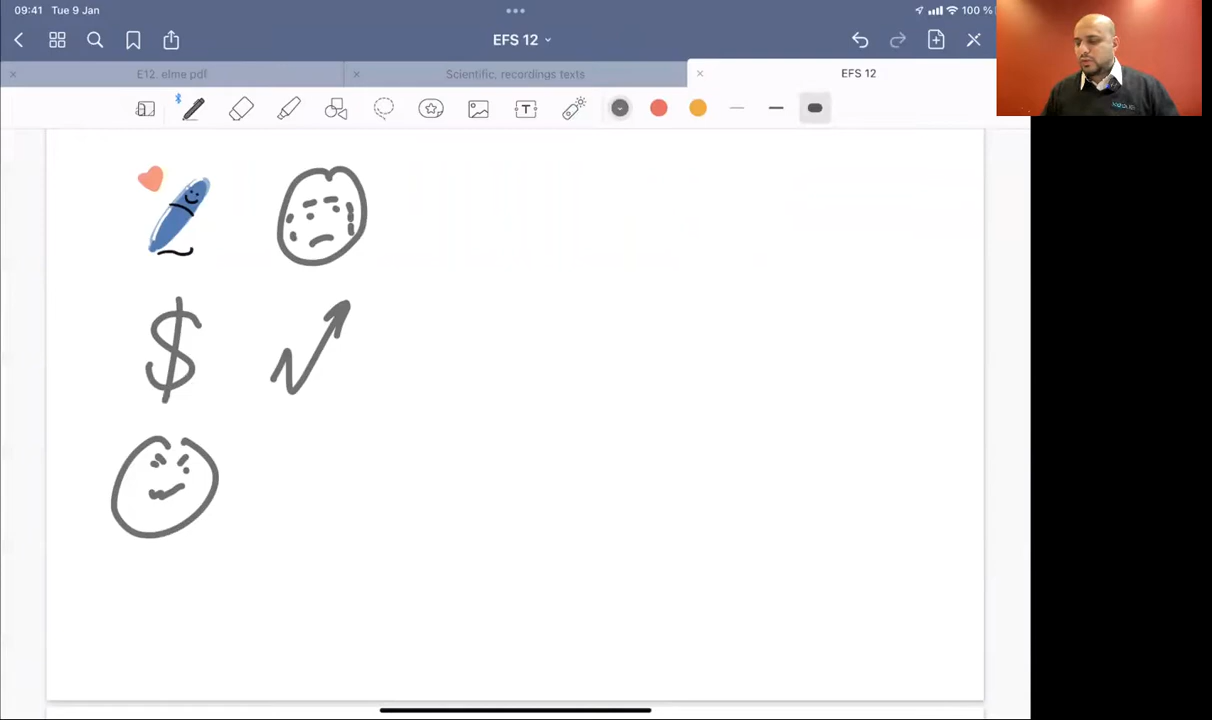 09:41 Tue 9 Jan
100 %
EFS 12
E12. elme pdf
Scientific, recordings texts
EFS 12
T
$